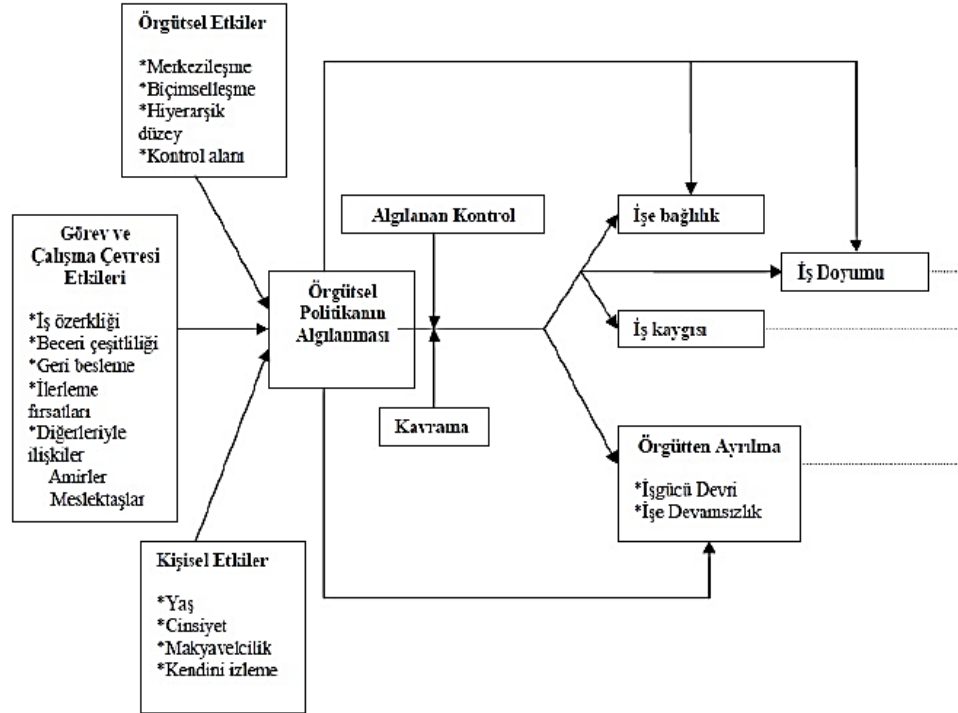 Örgütsel Etkiler
*Merkezileşme
*Biçimselleşme
*Hiyerarşik
düzey
*Kontrol alanı
Görev ve
Çalışma Çevresi
Etkileri
*İş özerkliği
*Beceri çeşitliliği
*Geri besleme
*İlerleme
fırsatları
*Diğerleriyle
ilişkiler
Amirler
Meslektaşlar
Kişisel Etkiler
*Yaş
*Cinsiyet
*Makyavelcilik
*Kendini izleme
Örgütsel
Politikanın
Algılanması
Algılanan Kontrol
Kavrama
İşe bağlılık
İş Doyumu
İş kaygısı
Örgütten Ayrılma
*İşgücü Devri
*İşe Devamsızlık